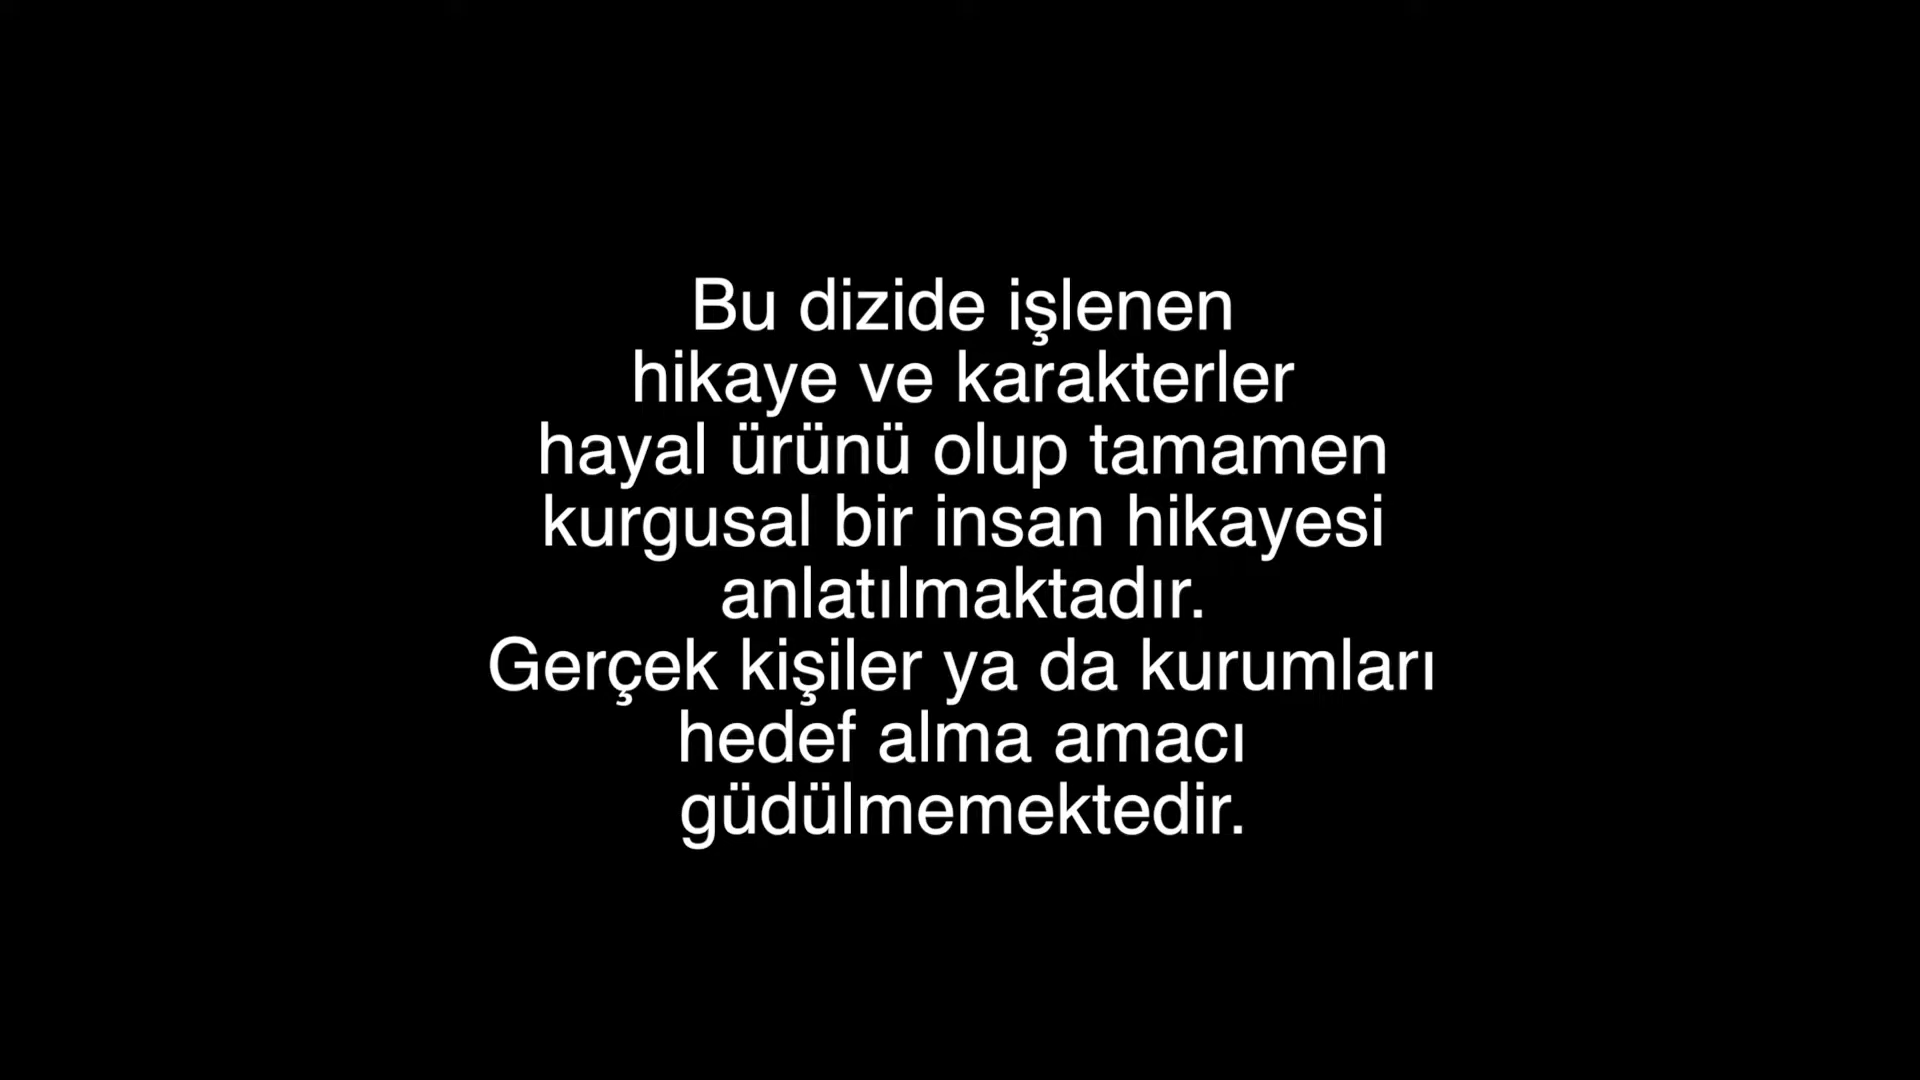 Bu dizide işlenen
hikaye ve karakterler
hayal ürünü olup tamamen
kurgusal bir insan hikayesi
anlatılmaktadır.
Gerçek kişiler ya da kurumları
hedef alma amacı
güdülmemektedir.